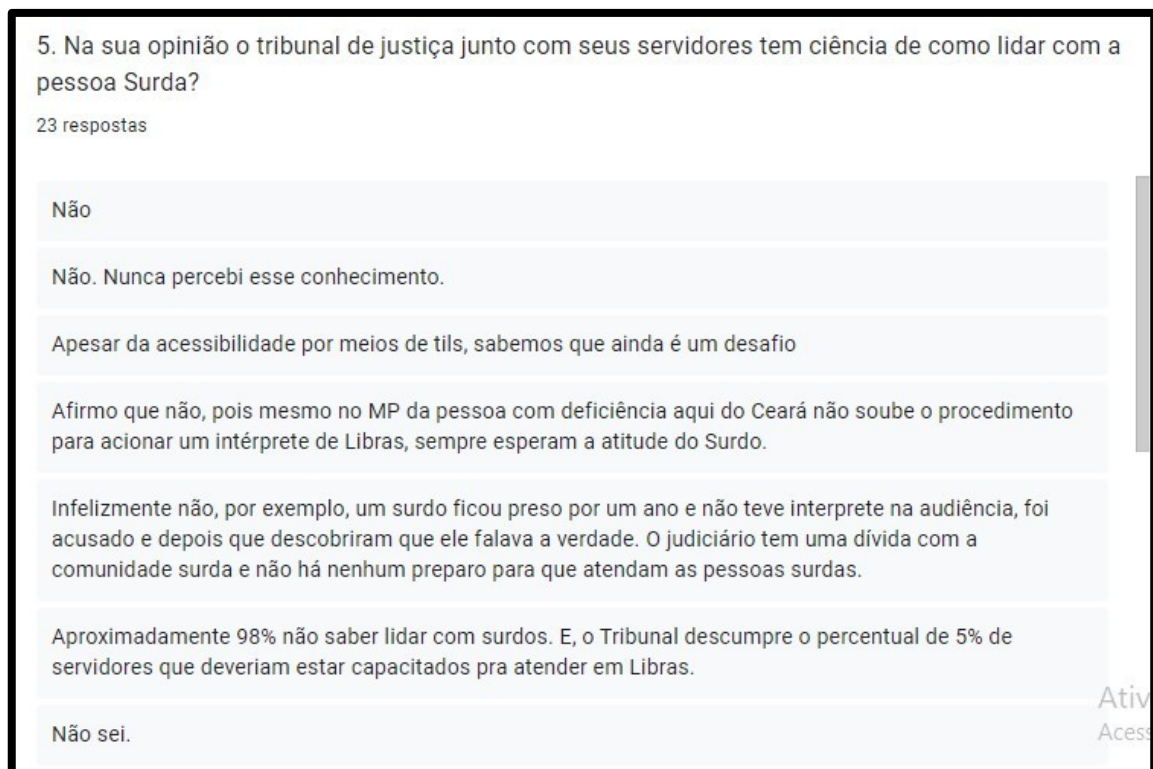 5. Na sua opinião o tribunal de justiça junto com seus servidores tem ciência de como lidar com a
pessoa Surda?
23 respostas
Não
Não. Nunca percebi esse conhecimento.
Apesar da acessibilidade por meios de tils, sabemos que ainda é um desafio
Afirmo que não, pois mesmo no MP da pessoa com deficiência aqui do Ceará não soube o procedimento
para acionar um intérprete de Libras, sempre esperam a atitude do Surdo.
Infelizmente não, por exemplo, um surdo ficou preso por um ano e não teve interprete na audiência, foi
acusado e depois que descobriram que ele falava a verdade. O judiciário tem uma dívida com a
comunidade surda e não há nenhum preparo para que atendam as pessoas surdas.
Aproximadamente 98% não saber lidar com surdos. E, o Tribunal descumpre o percentual de 5% de
servidores que deveriam estar capacitados pra atender em Libras.
Ativ
Não sei.
Acess